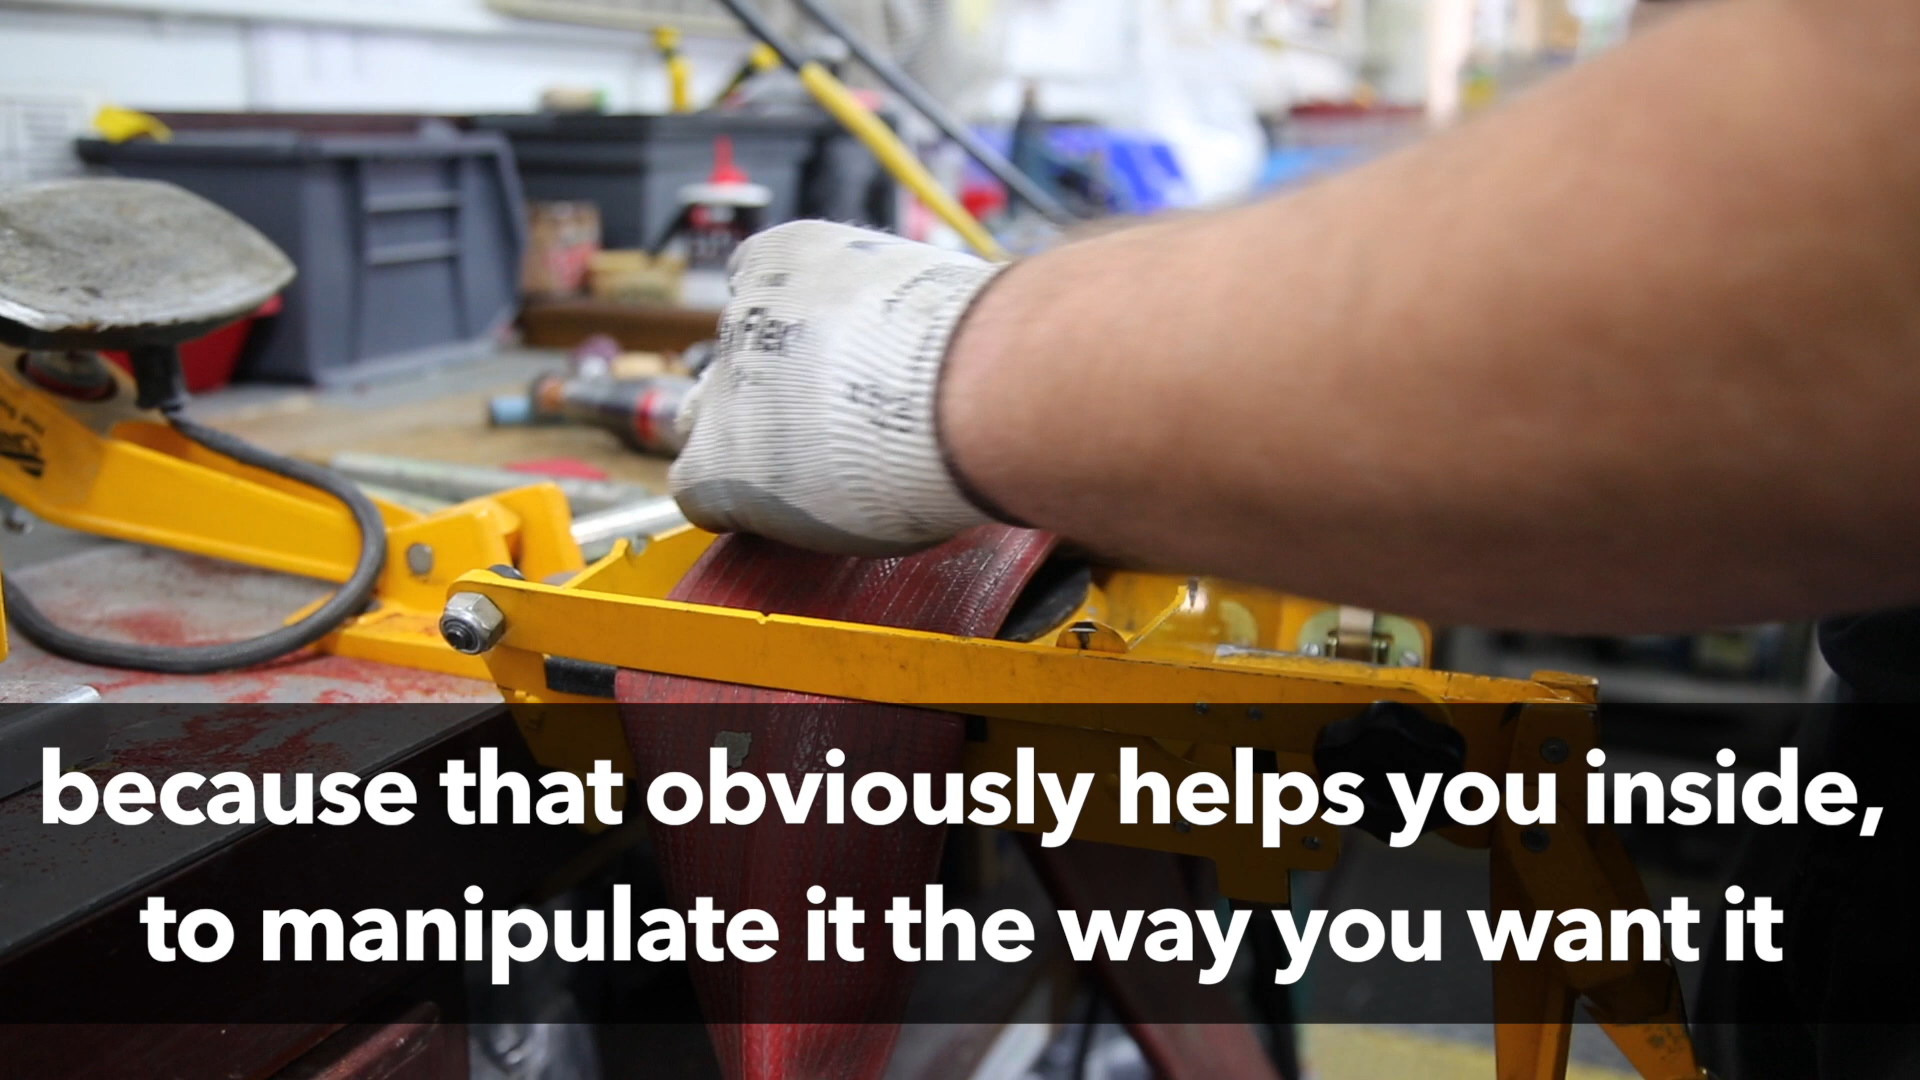 because that obviously helps you inside,
to manipulate it the way you want it